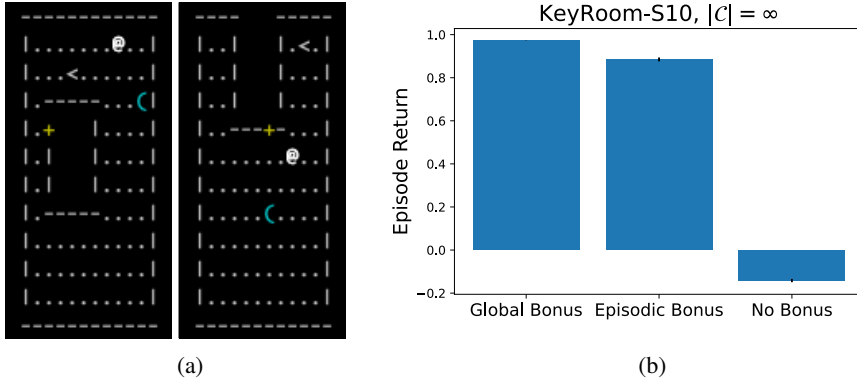 KeyRoom-S10, |𝒞| = ∞
Episode Return
1.0
0.8
0.6
0.4
0.2
0.0
−0.2
Global Bonus
Episodic Bonus
No Bonus
(a)
(b)